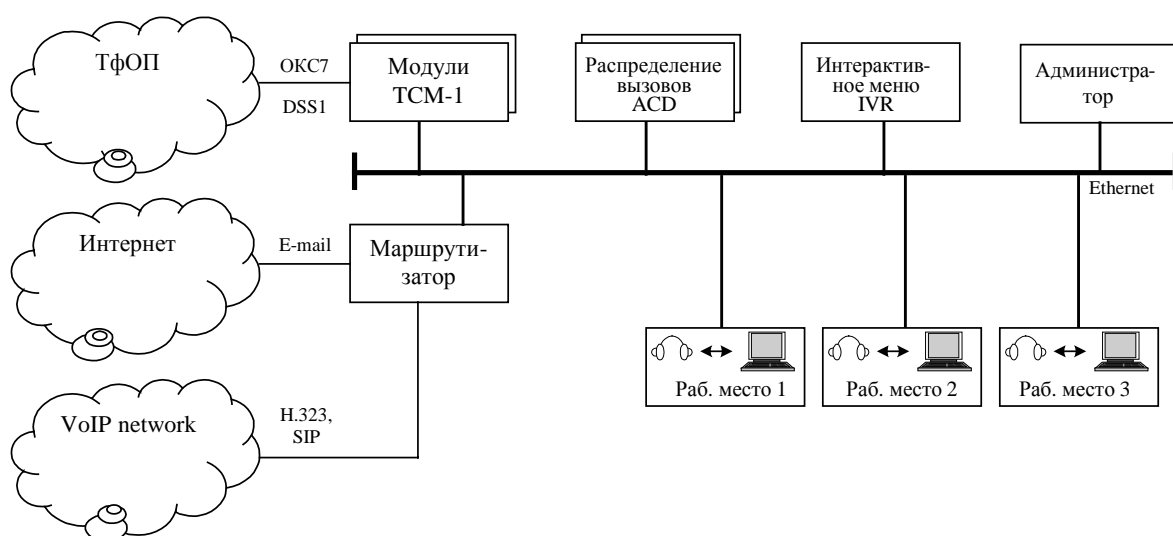 ТфОП
ОКС7
DSS1
Модули
ТСМ-1
Распределение
вызовов
ACD
Интерактив-
ное меню
IVR
Администра-
тор
Ethernet
Интернет
E-mail
Маршрути-
затор
VoIP network
H.323,
SIP
Раб. место 1
Раб. место 2
Раб. место 3